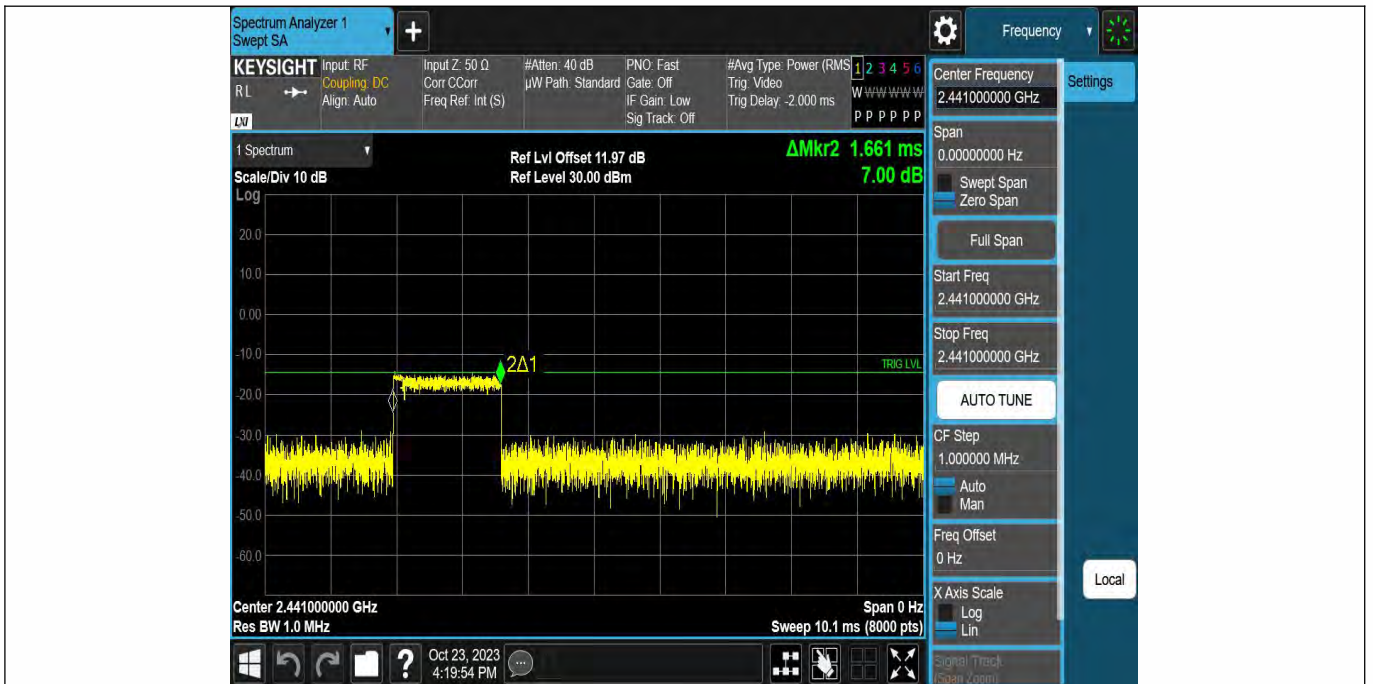 Spectrum Analyzer 1
Swept SA
+
Frequency
KEYSIGHT
RL
LXI
Input: RF
Coupling: DC
Align: Auto
Input Z: 50 Ω
Corr CCorr
Freq Ref: Int (S)
#Atten: 40 dB
µW Path: Standard
PNO: Fast
Gate: Off
IF Gain: Low
Sig Track: Off
#Avg Type: Power (RMS
Trig: Video
Trig Delay: -2.000 ms
1 2 3 4 5 6
W W W W W W
P P P P P P
1 Spectrum
Scale/Div 10 dB
Log
Ref Lvl Offset 11.97 dB
Ref Level 30.00 dBm
ΔMkr2 1.661 ms
7.00 dB
20.0
10.0
0.00
-10.0
-20.0
-30.0
-40.0
-50.0
-60.0
2Δ1
TRIG LVL
Center 2.441000000 GHz
Res BW 1.0 MHz
Span 0 Hz
Sweep 10.1 ms (8000 pts)
Center Frequency
2.441000000 GHz
Settings
Span
0.00000000 Hz
Swept Span
Zero Span
Full Span
Start Freq
2.441000000 GHz
Stop Freq
2.441000000 GHz
AUTO TUNE
CF Step
1.000000 MHz
Auto
Man
Freq Offset
0 Hz
X Axis Scale
Log
Lin
Signal Track
(Span Zoom)
Local
?
Oct 23, 2023
4:19:54 PM